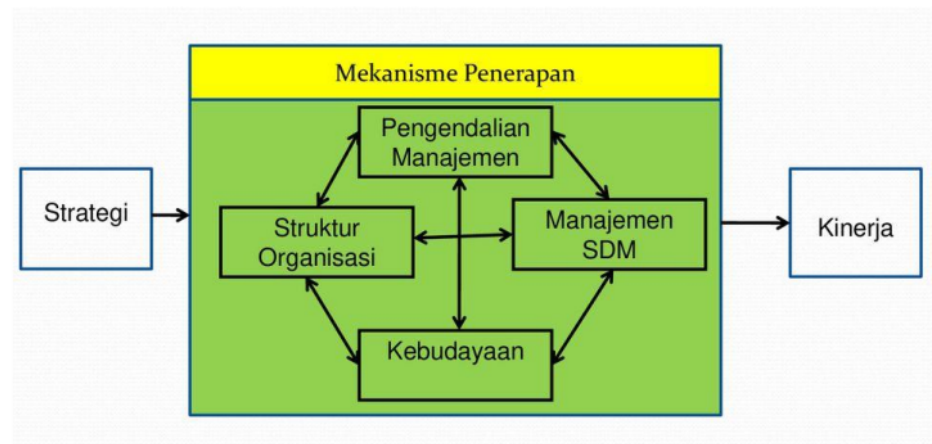 Mekanisme Penerapan
Pengendalian
Manajemen
Strategi
Struktur
Organisasi
Manajemen
SDM
Kinerja
Kebudayaan